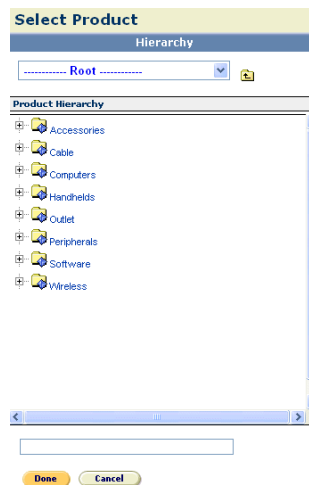 Select Product
Hierarchy
----------- Root -----------
Product Hierarchy
Accessories
Cable
Computers
Handhelds
Outlet
Peripherals
Software
Wireless
Done Cancel